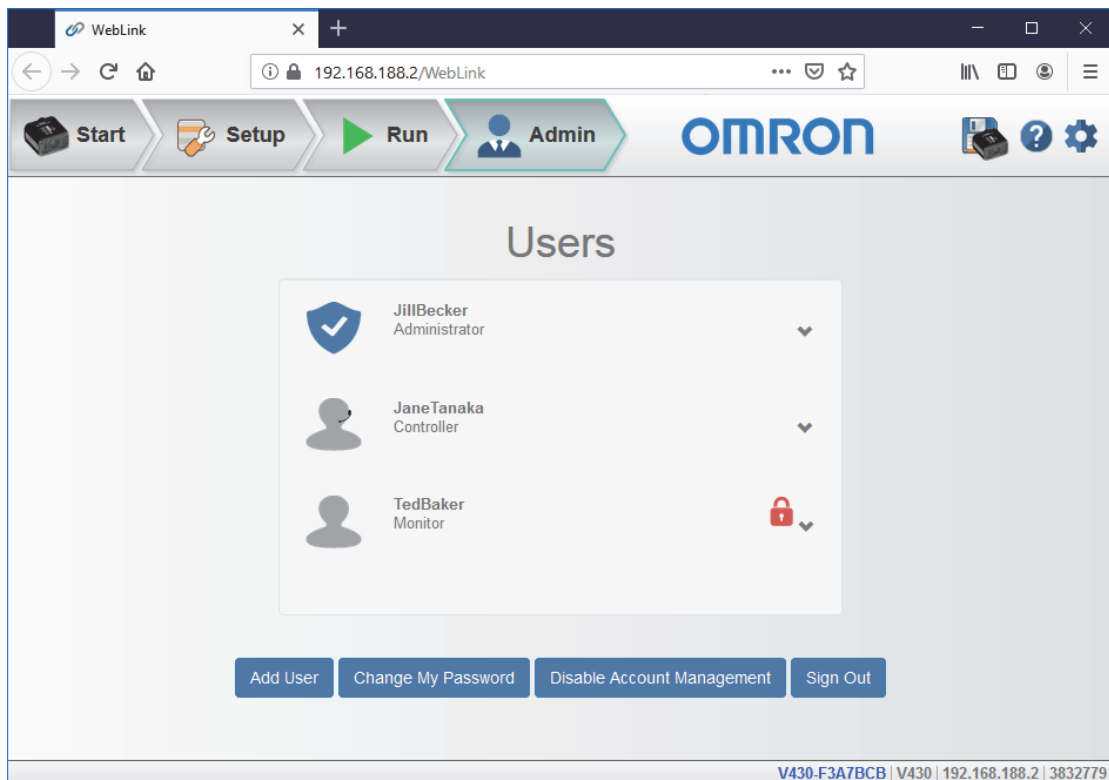 WebLink
192.168.188.2/WebLink
Start
Setup
Run
Admin
OMRON
Users
JillBecker
Administrator
JaneTanaka
Controller
TedBaker
Monitor
Add User
Change My Password
Disable Account Management
Sign Out
V430-F3A7BCB | V430 | 192.168.188.2 | 3832779